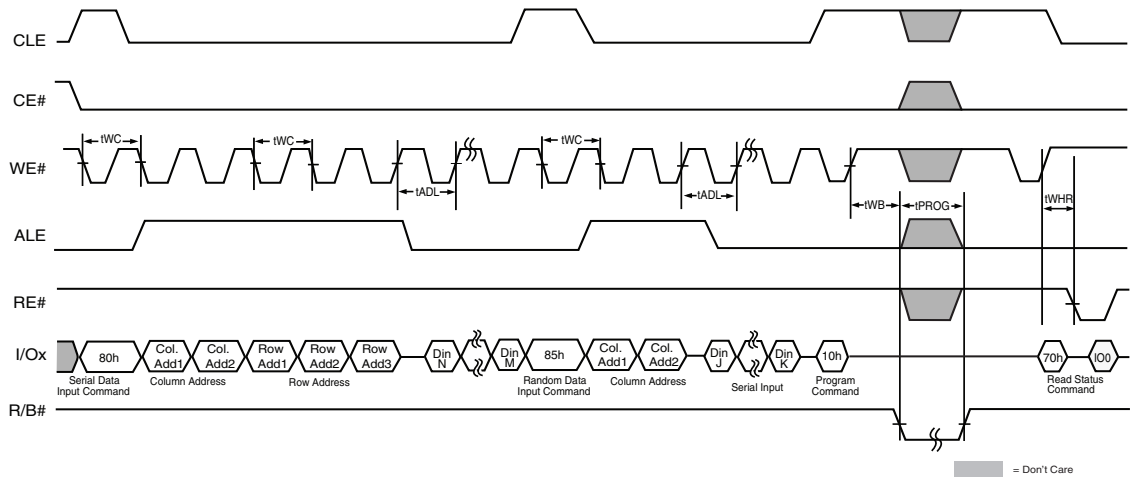 CLE
CE#
tWC tWC tWC
WE#
tADL tADL
tWB tPROG tWHR
ALE
RE#
I/Ox 80h Col. Add1 Col. Add2 Row Add1 Row Add2 Row Add3 Din N Din M 85h Col. Add1 Col. Add2 Din J Din K 10h 70h IO0
Serial Data Input Command Column Address Row Address Random Data Input Command Column Address Serial Input Program Command Read Status Command
R/B#
= Don't Care